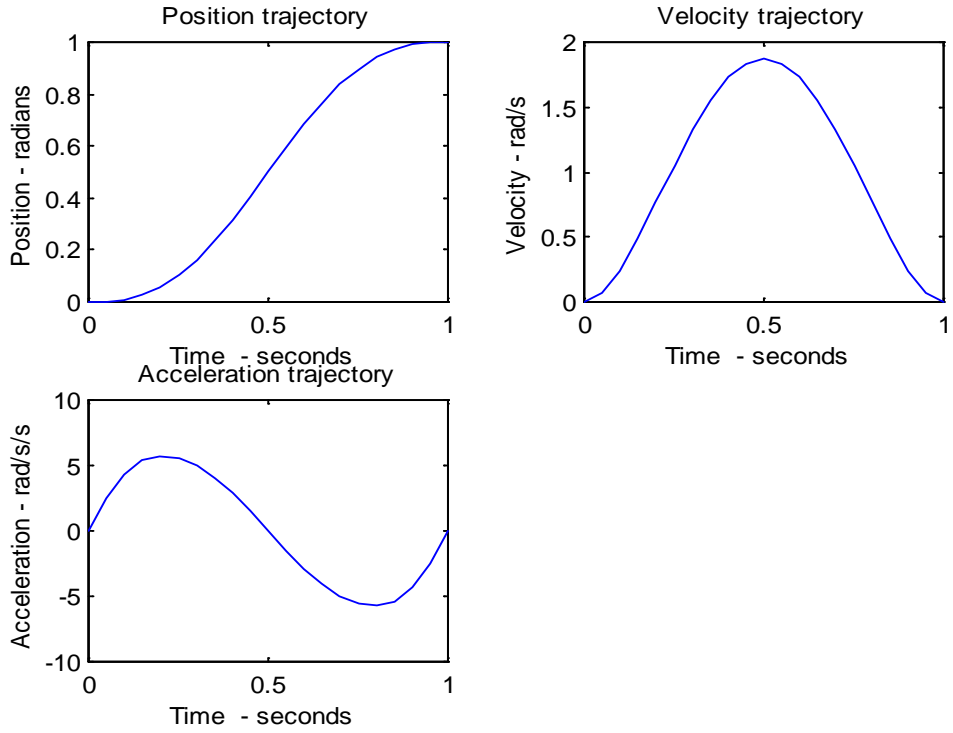 Position trajectory
Position - radians
1
0.8
0.6
0.4
0.2
0
0 0.5 1
Time - seconds
Velocity trajectory
Velocity - rad/s
2
1.5
1
0.5
0
0 0.5 1
Time - seconds
Acceleration trajectory
Acceleration - rad/s/s
10
5
0
-5
-10
0 0.5 1
Time - seconds